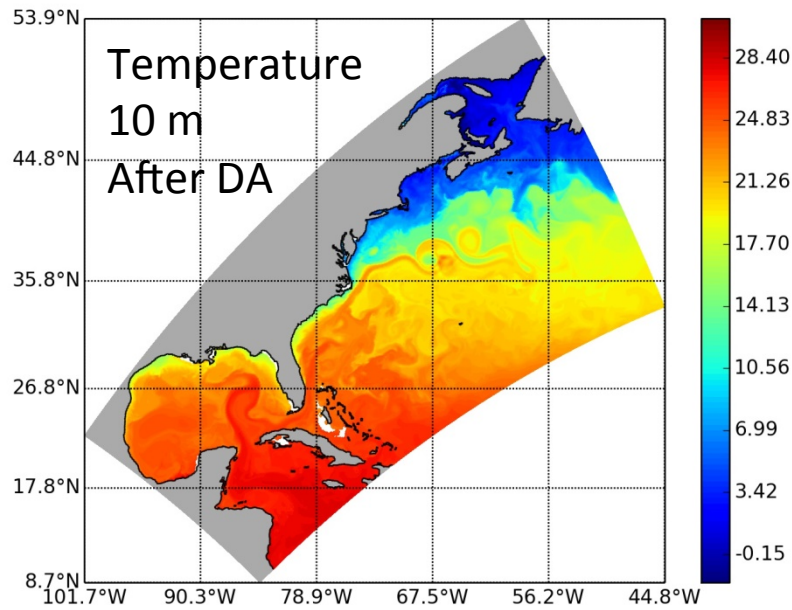 53.9°N
44.8°N
35.8°N
26.8°N
17.8°N
8.7°N
Temperature
10 m
After DA
101.7°W 90.3°W 78.9°W 67.5°W 56.2°W 44.8°W
28.40
24.83
21.26
17.70
14.13
10.56
6.99
3.42
-0.15